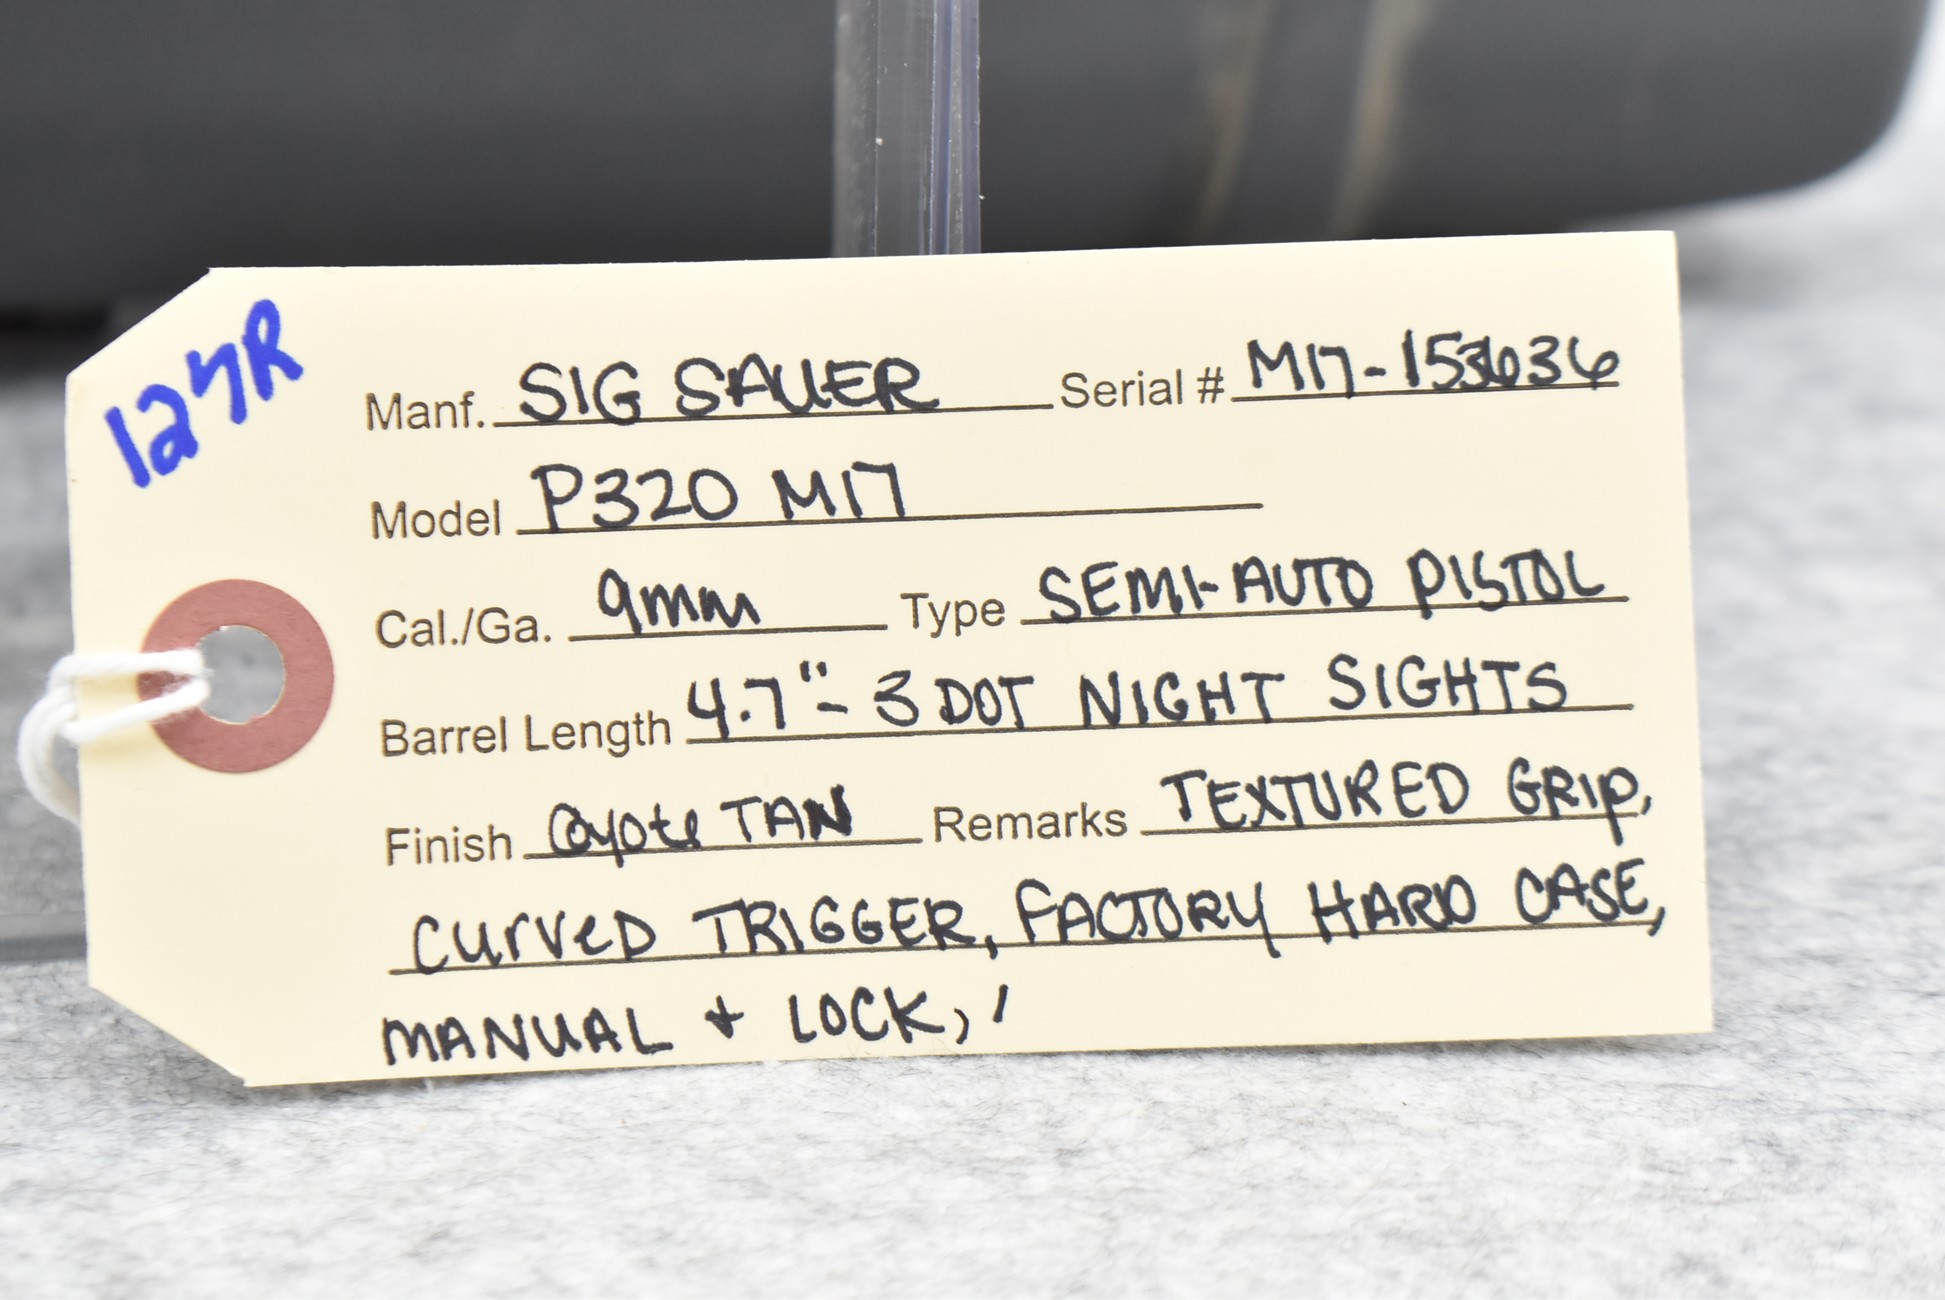 127R
Manf. SIG SAUER Serial # M17-153636
Model P320 M17
Cal./Ga. 9mm Type SEMI-AUTO PISTOL
Barrel Length 4.7"- 3 DOT NIGHT SIGHTS
Finish Coyote TAN Remarks TEXTURED GRIP,
CURVED TRIGGER, FACTORY HARD CASE,
MANUAL + LOCK, /